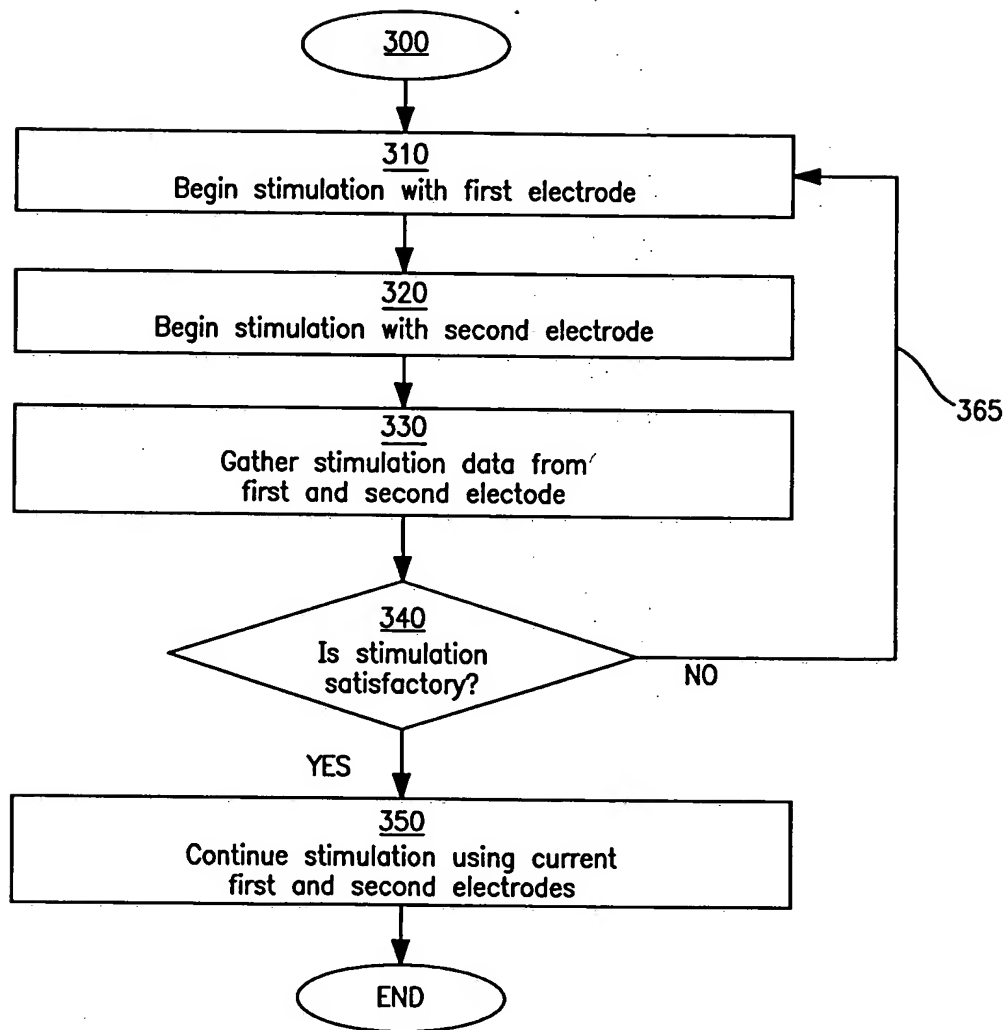 300
310
Begin stimulation with first electrode
320
Begin stimulation with second electrode
330
Gather stimulation data from
first and second electode
340
Is stimulation
satisfactory?
NO
365
YES
350
Continue stimulation using current
first and second electrodes
END